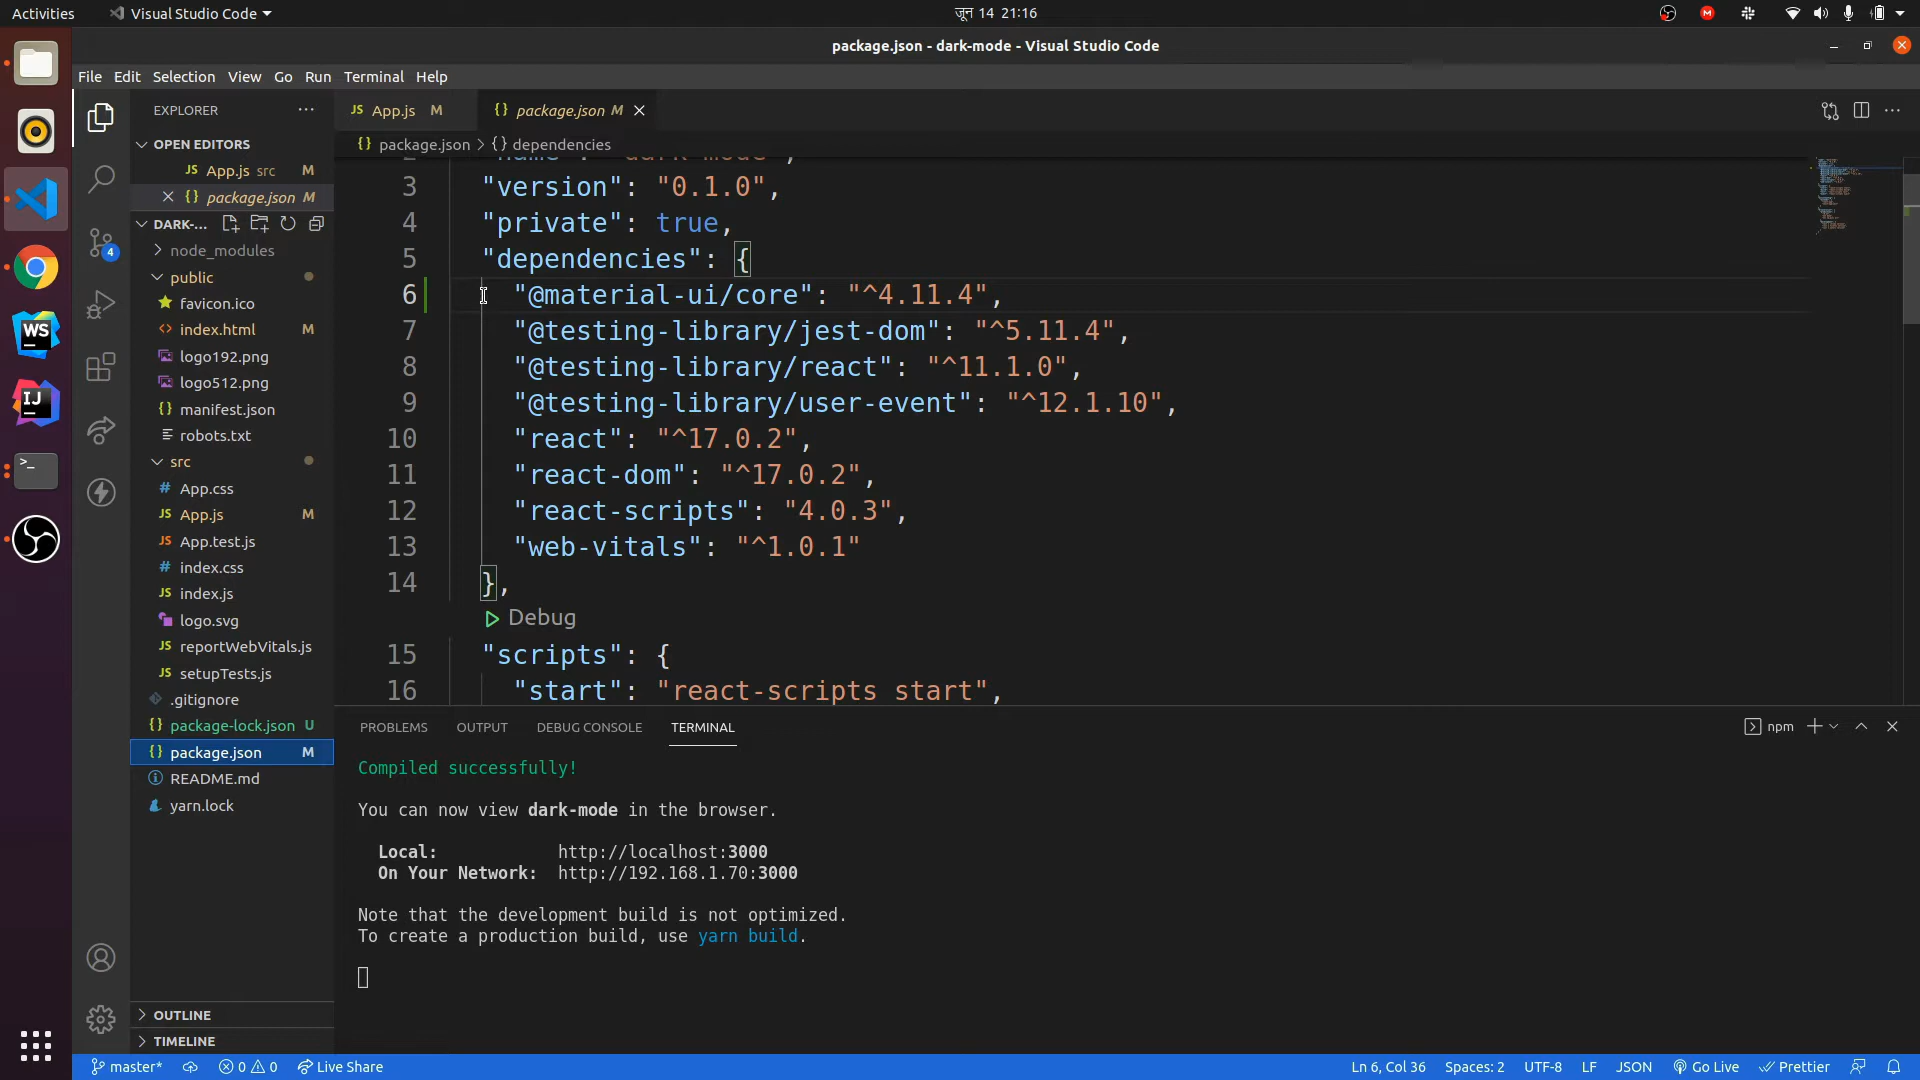 Activities
Visual Studio Code
जून 14 21:16
package.json - dark-mode - Visual Studio Code
File Edit Selection View Go Run Terminal Help
EXPLORER
OPEN EDITORS
JS App.js src M
{} package.json M
DARK-...
node_modules
public
favicon.ico
<> index.html M
logo192.png
logo512.png
{} manifest.json
robots.txt
src
# App.css
JS App.js M
JS App.test.js
# index.css
JS index.js
logo.svg
JS reportWebVitals.js
JS setupTests.js
.gitignore
{} package-lock.json U
{} package.json M
README.md
yarn.lock
OUTLINE
TIMELINE
4
WS
IJ
>_
JS App.js M
{} package.json M
{} package.json > {} dependencies
2 "name": "dark-mode",
3 "version": "0.1.0",
4 "private": true,
5 "dependencies": {
6 "@material-ui/core": "^4.11.4",
7 "@testing-library/jest-dom": "^5.11.4",
8 "@testing-library/react": "^11.1.0",
9 "@testing-library/user-event": "^12.1.10",
10 "react": "^17.0.2",
11 "react-dom": "^17.0.2",
12 "react-scripts": "4.0.3",
13 "web-vitals": "^1.0.1"
14 },
Debug
15 "scripts": {
16 "start": "react-scripts start",
PROBLEMS OUTPUT DEBUG CONSOLE TERMINAL
npm
Compiled successfully!
You can now view dark-mode in the browser.
Local: http://localhost:3000
On Your Network: http://192.168.1.70:3000
Note that the development build is not optimized.
To create a production build, use yarn build.
master* 0 0 Live Share
Ln 6, Col 36 Spaces: 2 UTF-8 LF JSON Go Live Prettier